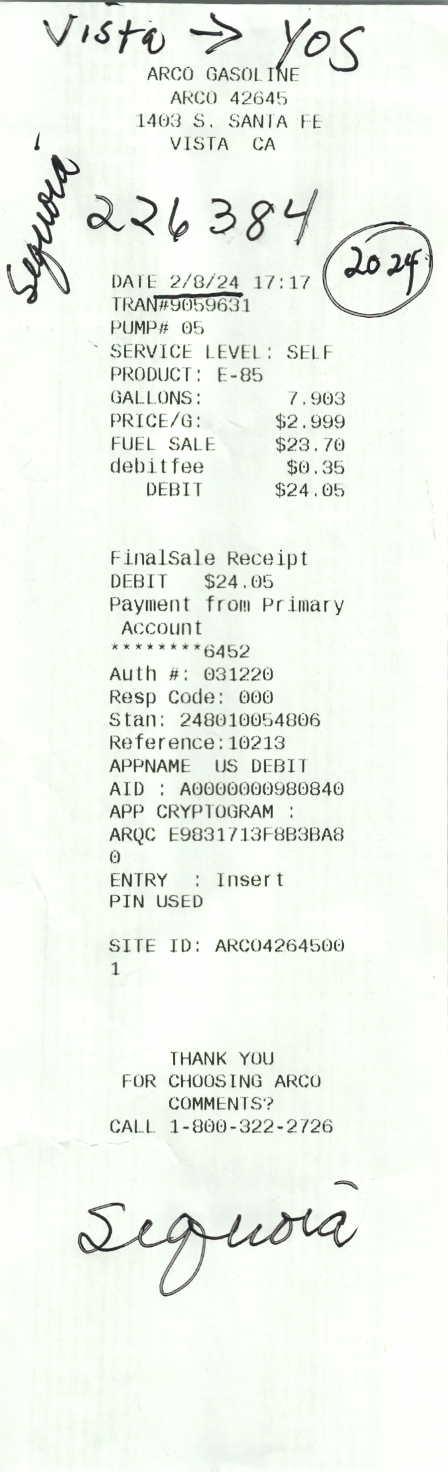 Vista → YOS
ARCO GASOLINE
ARCO 42645
1403 S. SANTA FE
VISTA CA
Sequoia
226384
2024
DATE 2/8/24 17:17
TRAN#9059631
PUMP# 05
SERVICE LEVEL: SELF
PRODUCT: E-85
GALLONS: 7.903
PRICE/G: $2.999
FUEL SALE $23.70
debitfee $0.35
DEBIT $24.05
FinalSale Receipt
DEBIT $24.05
Payment from Primary
Account
********6452
Auth #: 031220
Resp Code: 000
Stan: 248010054806
Reference:10213
APPNAME US DEBIT
AID : A0000000980840
APP CRYPTOGRAM :
ARQC E9831713F8B3BA8
0
ENTRY : Insert
PIN USED
SITE ID: ARCO4264500
1
THANK YOU
FOR CHOOSING ARCO
COMMENTS?
CALL 1-800-322-2726
Sequoia